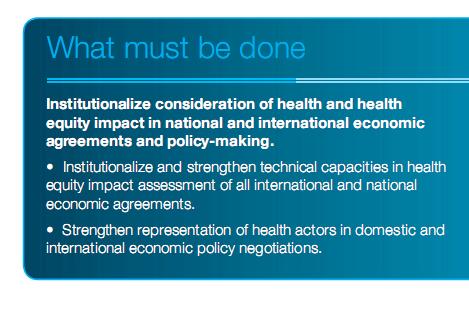 What must be done
Institutionalize consideration of health and health
equity impact in national and international economic
agreements and policy-making.
• Institutionalize and strengthen technical capacities in health
equity impact assessment of all international and national
economic agreements.
• Strengthen representation of health actors in domestic and
international economic policy negotiations.